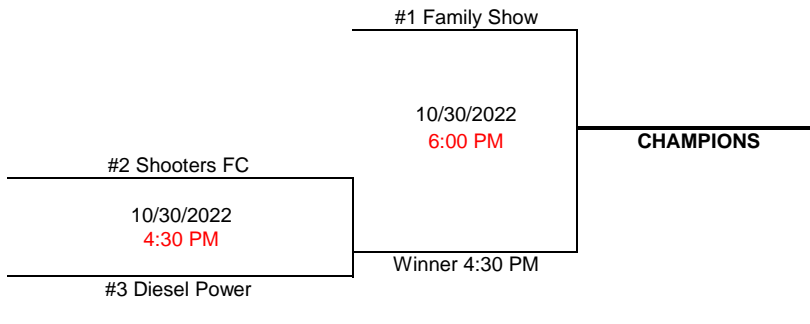 #1 Family Show
10/30/2022
6:00 PM
CHAMPIONS
#2 Shooters FC
10/30/2022
4:30 PM
Winner 4:30 PM
#3 Diesel Power